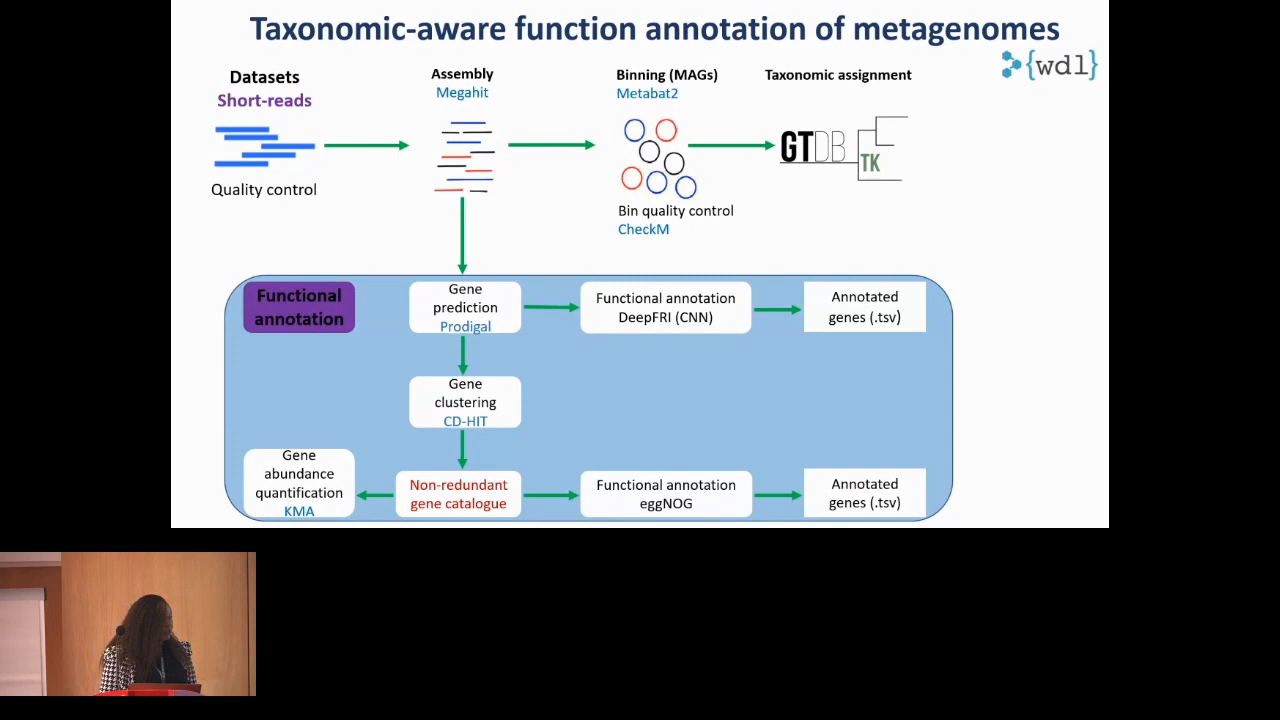 Taxonomic-aware function annotation of metagenomes
{wdl}
Datasets
Short-reads
Quality control
Assembly
Megahit
Binning (MAGs)
Metabat2
Bin quality control
CheckM
Taxonomic assignment
GTDB
TK
Functional
annotation
Gene
prediction
Prodigal
Functional annotation
DeepFRI (CNN)
Annotated
genes (.tsv)
Gene
clustering
CD-HIT
Gene
abundance
quantification
KMA
Non-redundant
gene catalogue
Functional annotation
eggNOG
Annotated
genes (.tsv)